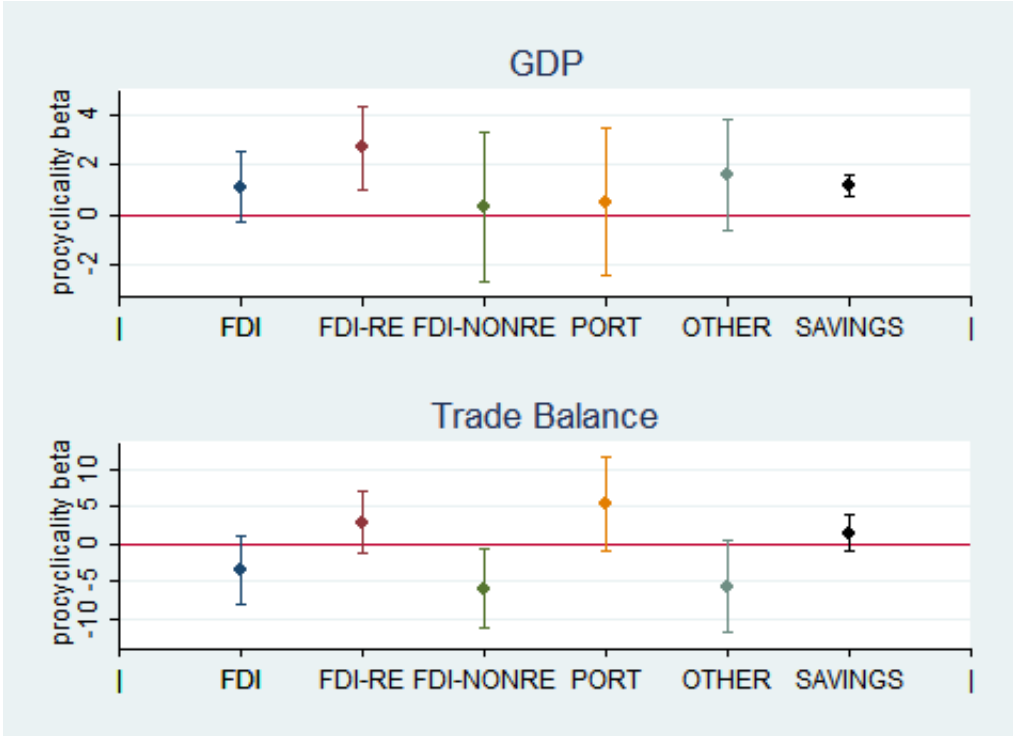 GDP
procyclicality beta
4
2
0
-2
| FDI FDI-RE FDI-NONRE PORT OTHER SAVINGS |
Trade Balance
procyclicality beta
10
5
0
-5
-10
| FDI FDI-RE FDI-NONRE PORT OTHER SAVINGS |